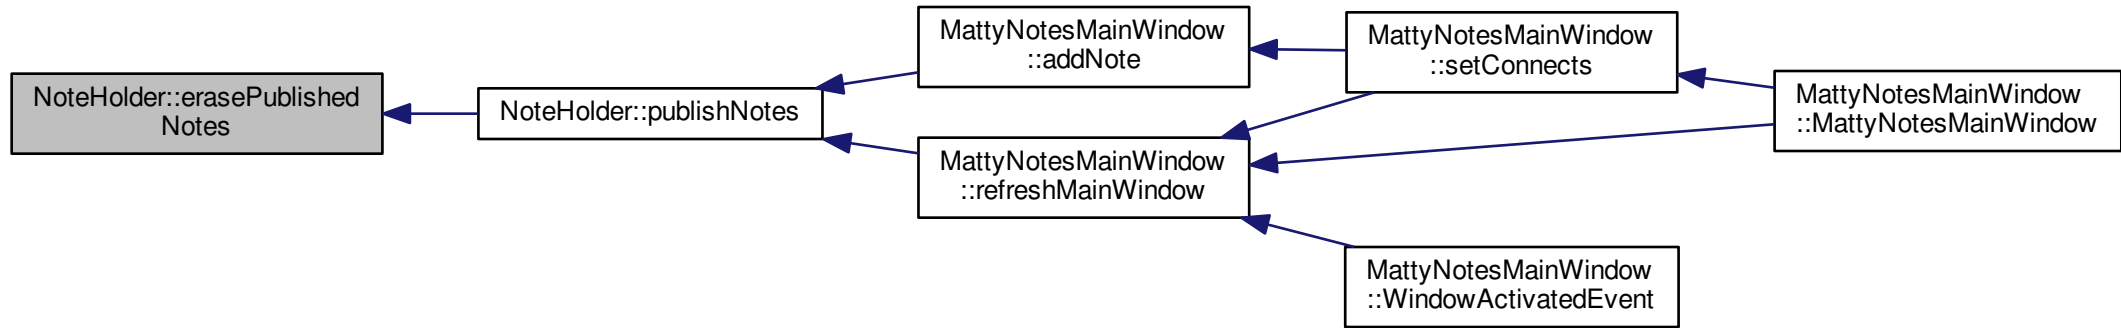 NoteHolder::erasePublished
Notes
NoteHolder::publishNotes
MattyNotesMainWindow
::addNote
MattyNotesMainWindow
::refreshMainWindow
MattyNotesMainWindow
::setConnects
MattyNotesMainWindow
::WindowActivatedEvent
MattyNotesMainWindow
::MattyNotesMainWindow